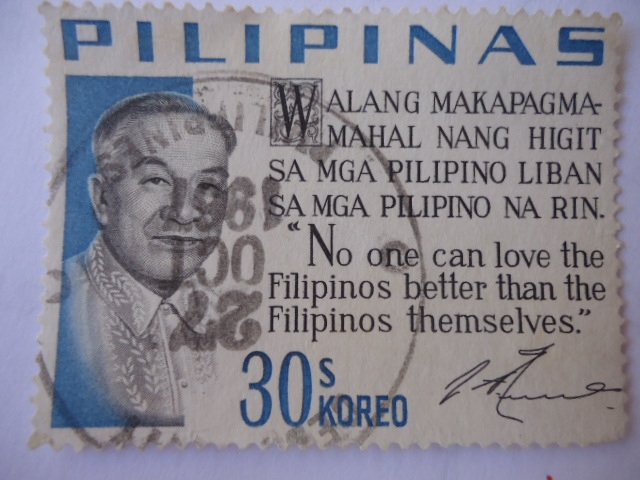 PILIPINAS
WALANG MAKAPAGMA-
MAHAL NANG HIGIT
SA MGA PILIPINO LIBAN
SA MGA PILIPINO NA RIN.
“No one can love the
Filipinos better than the
Filipinos themselves.”
30s
KOREO